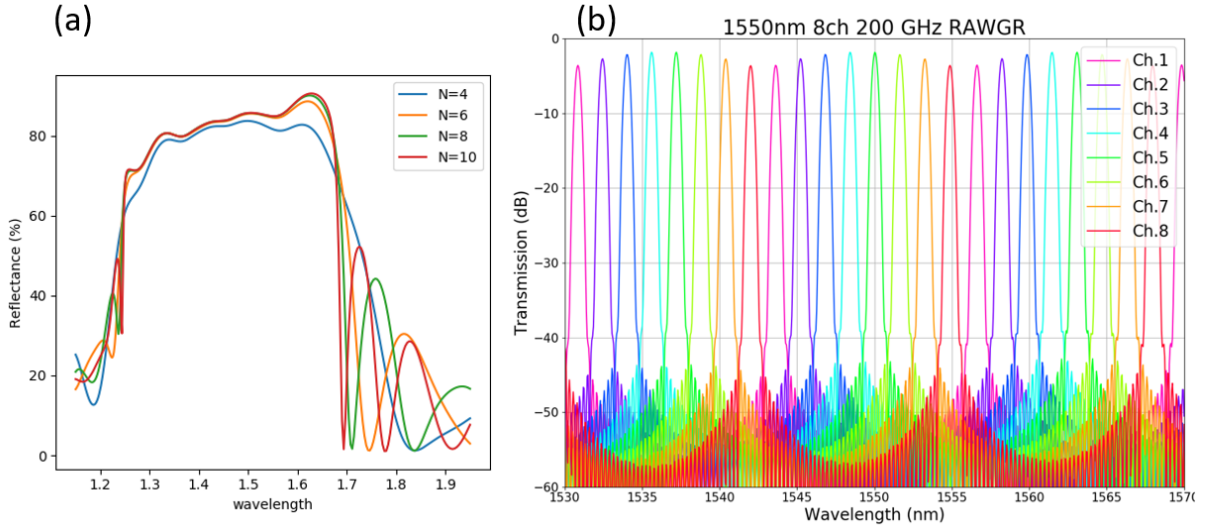 (a)
(b)
1550nm 8ch 200 GHz RAWGR
Reflectance (%)
80
60
40
20
0
1.2 1.3 1.4 1.5 1.6 1.7 1.8 1.9
wavelength
N=4
N=6
N=8
N=10
Transmission (dB)
0
−10
−20
−30
−40
−50
−60
1530 1535 1540 1545 1550 1555 1560 1565
Wavelength (nm)
Ch.1
Ch.2
Ch.3
Ch.4
Ch.5
Ch.6
Ch.7
Ch.8